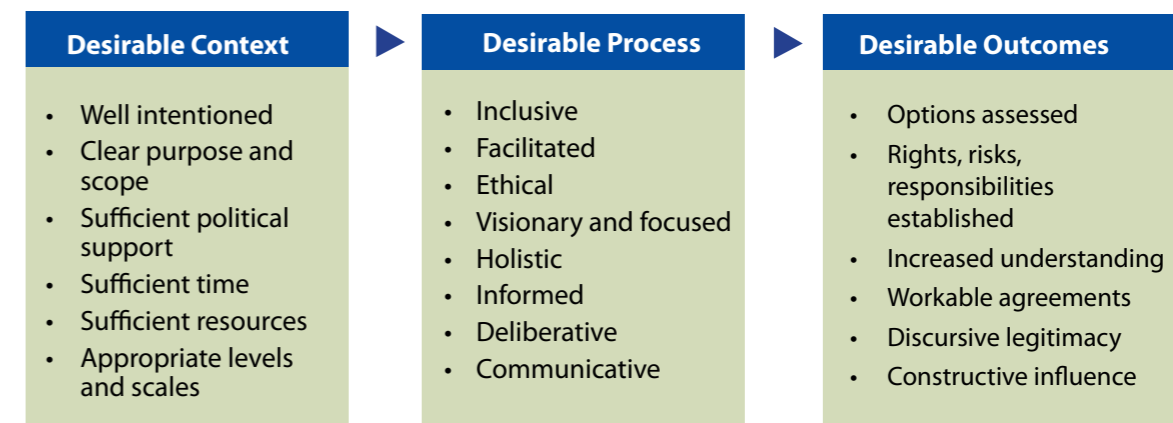 Desirable Context
• Well intentioned
• Clear purpose and
scope
• Sufficient political
support
• Sufficient time
• Sufficient resources
• Appropriate levels
and scales
Desirable Process
• Inclusive
• Facilitated
• Ethical
• Visionary and focused
• Holistic
• Informed
• Deliberative
• Communicative
Desirable Outcomes
• Options assessed
• Rights, risks,
responsibilities
established
• Increased understanding
• Workable agreements
• Discursive legitimacy
• Constructive influence